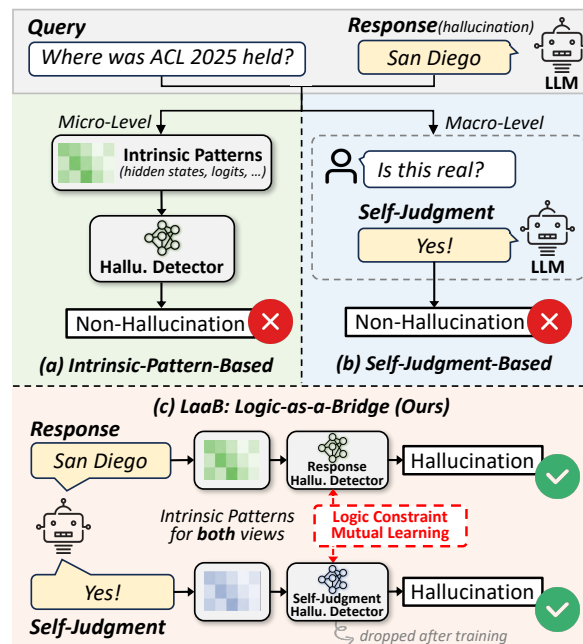 Query
Where was ACL 2025 held?
Response(hallucination)
San Diego
LLM
Micro-Level
Macro-Level
Intrinsic Patterns
(hidden states, logits, …)
Hallu. Detector
Non-Hallucination
(a) Intrinsic-Pattern-Based
Is this real?
Self-Judgment
Yes!
LLM
Non-Hallucination
(b) Self-Judgment-Based
(c) LaaB: Logic-as-a-Bridge (Ours)
Response
San Diego
Response
Hallu. Detector
Hallucination
Intrinsic Patterns
for both views
Logic Constraint
Mutual Learning
Yes!
Self-Judgment
Self-Judgment
Hallu. Detector
Hallucination
dropped after training